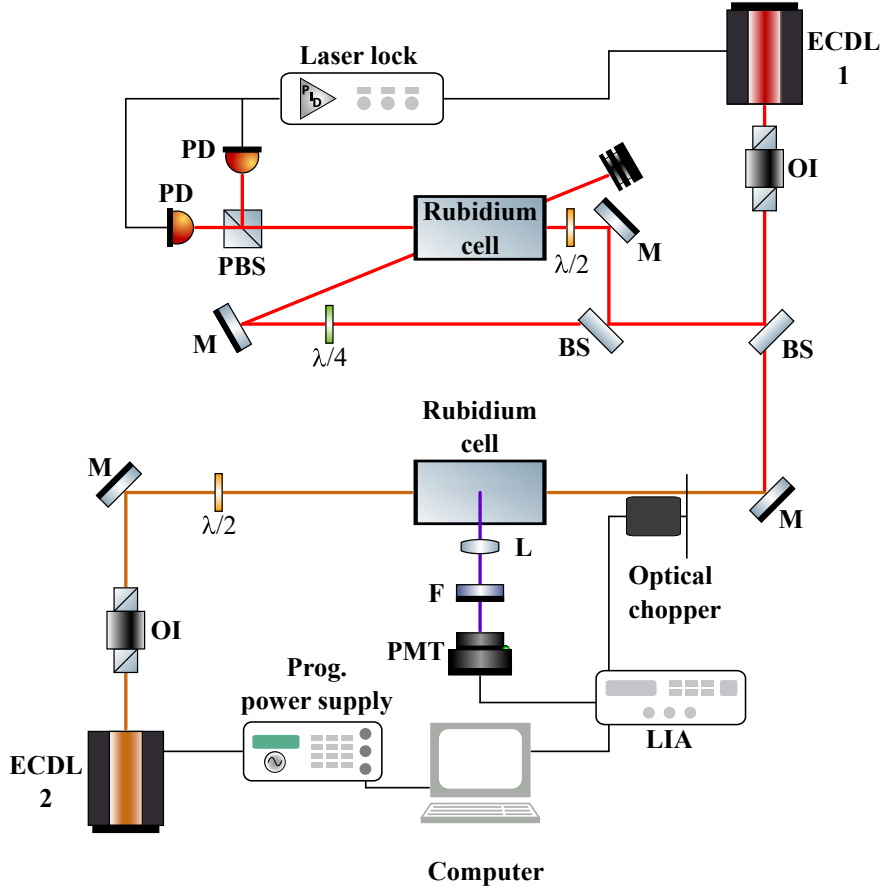 ECDL
1
Laser lock
PID
PD
OI
PD
Rubidium
cell
M
PBS
λ/2
M
λ/4
BS
BS
Rubidium
cell
M
λ/2
M
L
Optical
chopper
F
OI
PMT
Prog.
power supply
LIA
ECDL
2
Computer